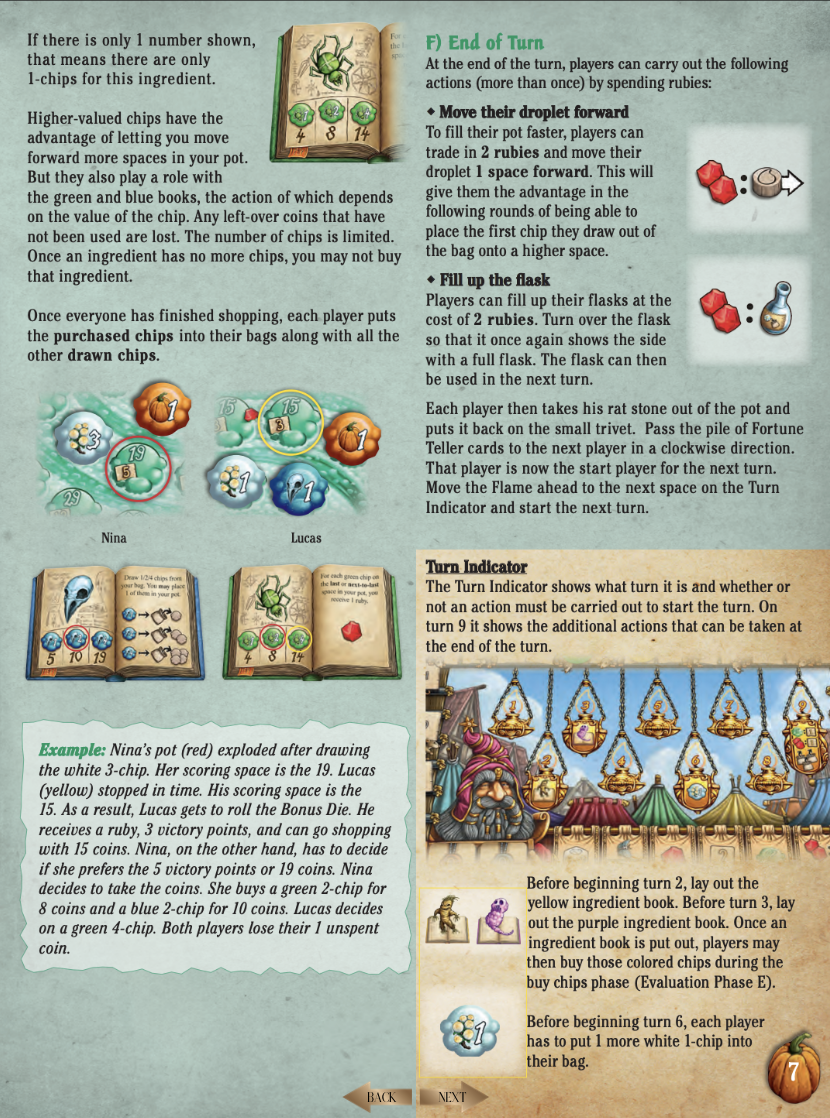 If there is only 1 number shown,
that means there are only
1-chips for this ingredient.
Higher-valued chips have the
advantage of letting you move
forward more spaces in your pot.
But they also play a role with
the green and blue books, the action of which depends
on the value of the chip. Any left-over coins that have
not been used are lost. The number of chips is limited.
Once an ingredient has no more chips, you may not buy
that ingredient.
4 8 14
Once everyone has finished shopping, each player puts
the purchased chips into their bags along with all the
other drawn chips.
3
1
19
5
29
Nina
15
15
3
1
1
1
Lucas
Draw 1/2/4 chips from
your bag. You may place
1 of them in your pot.
5 10 19
For each green chip on
the last or next-to-last
space in your pot, you
receive 1 ruby.
4 8 14
Example: Nina's pot (red) exploded after drawing
the white 3-chip. Her scoring space is the 19. Lucas
(yellow) stopped in time. His scoring space is the
15. As a result, Lucas gets to roll the Bonus Die. He
receives a ruby, 3 victory points, and can go shopping
with 15 coins. Nina, on the other hand, has to decide
if she prefers the 5 victory points or 19 coins. Nina
decides to take the coins. She buys a green 2-chip for
8 coins and a blue 2-chip for 10 coins. Lucas decides
on a green 4-chip. Both players lose their 1 unspent
coin.
F) End of Turn
At the end of the turn, players can carry out the following
actions (more than once) by spending rubies:
◆ Move their droplet forward
To fill their pot faster, players can
trade in 2 rubies and move their
droplet 1 space forward. This will
give them the advantage in the
following rounds of being able to
place the first chip they draw out of
the bag onto a higher space.
◆ Fill up the flask
Players can fill up their flasks at the
cost of 2 rubies. Turn over the flask
so that it once again shows the side
with a full flask. The flask can then
be used in the next turn.
Each player then takes his rat stone out of the pot and
puts it back on the small trivet. Pass the pile of Fortune
Teller cards to the next player in a clockwise direction.
That player is now the start player for the next turn.
Move the Flame ahead to the next space on the Turn
Indicator and start the next turn.
Turn Indicator
The Turn Indicator shows what turn it is and whether or
not an action must be carried out to start the turn. On
turn 9 it shows the additional actions that can be taken at
the end of the turn.
Before beginning turn 2, lay out the
yellow ingredient book. Before turn 3, lay
out the purple ingredient book. Once an
ingredient book is put out, players may
then buy those colored chips during the
buy chips phase (Evaluation Phase E).
1
Before beginning turn 6, each player
has to put 1 more white 1-chip into
their bag.
7
BACK NEXT